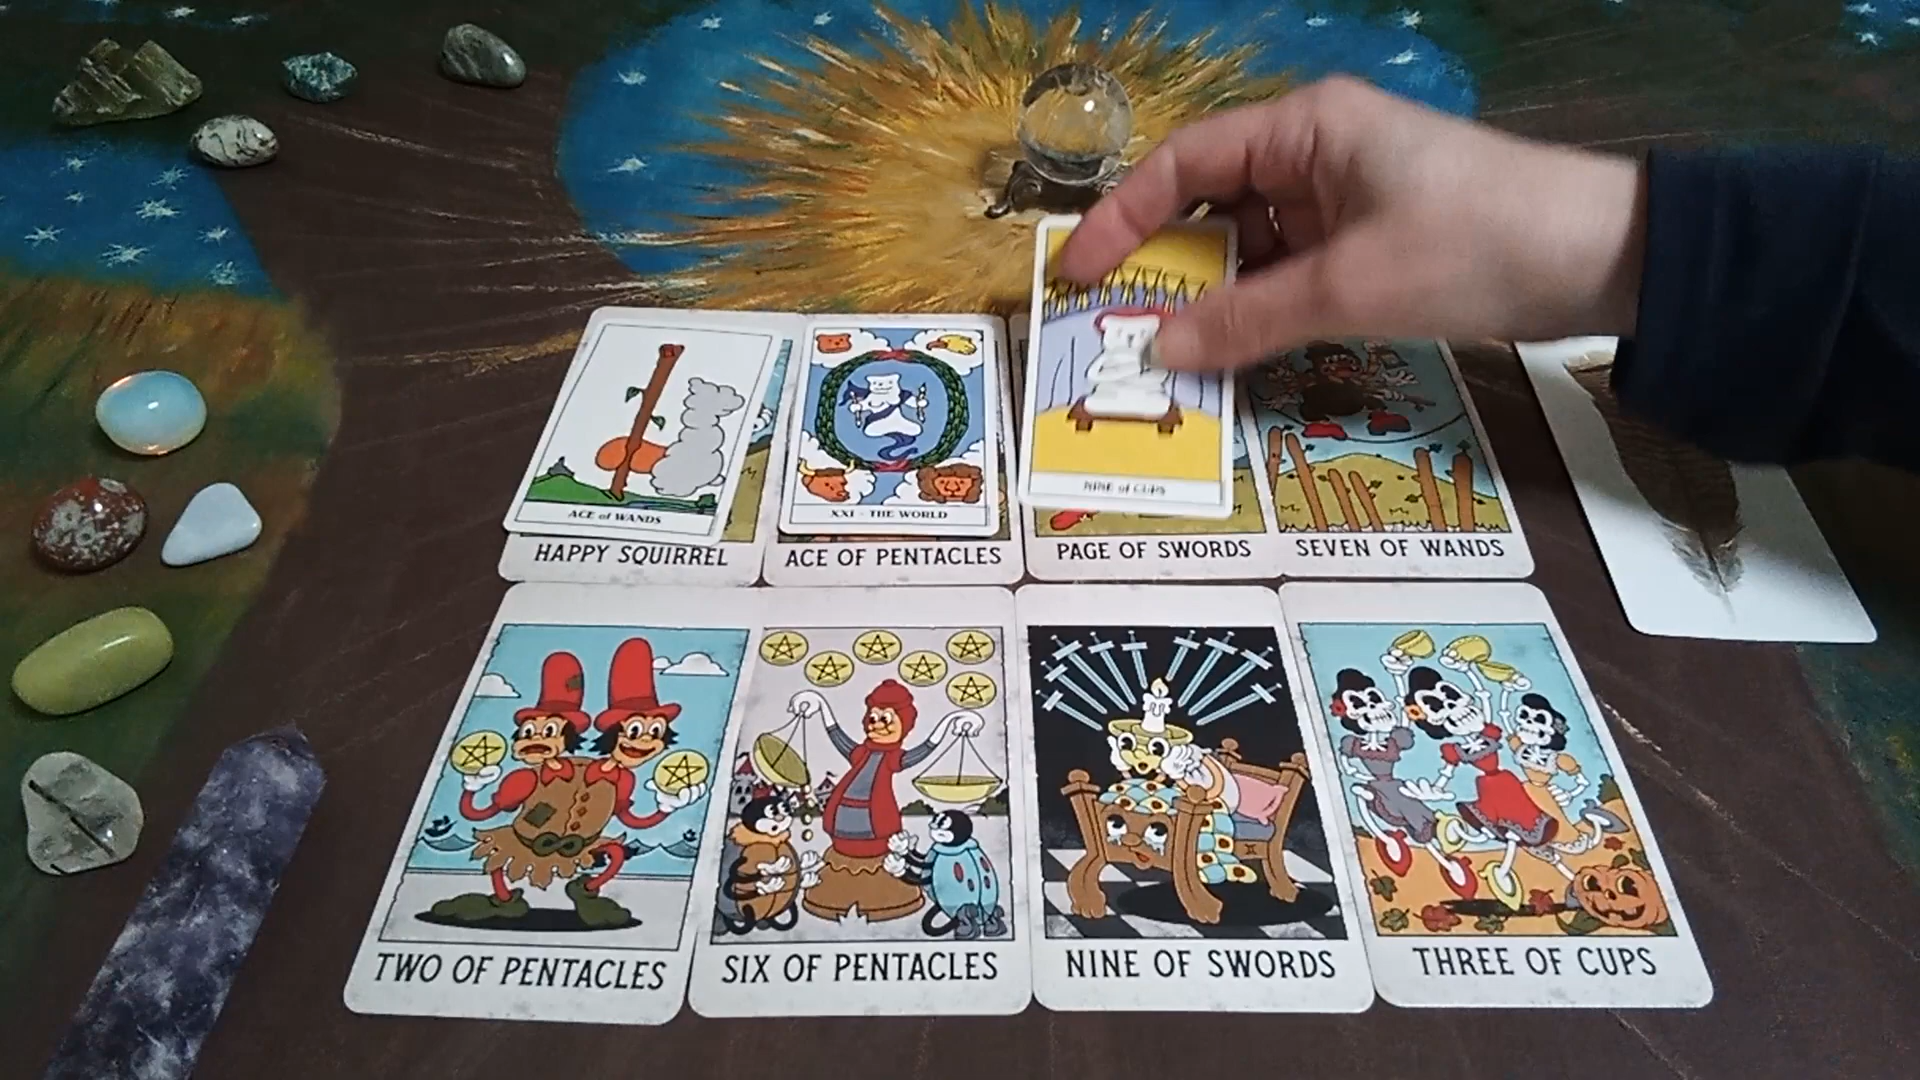 ACE of WANDS
XXI - THE WORLD
NINE of CUPS
HAPPY SQUIRREL
ACE OF PENTACLES
PAGE OF SWORDS
SEVEN OF WANDS
TWO OF PENTACLES
SIX OF PENTACLES
NINE OF SWORDS
THREE OF CUPS